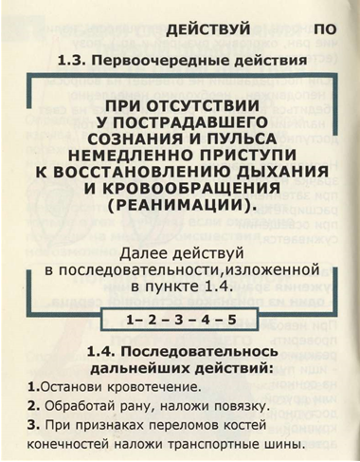 ДЕЙСТВУЙ ПО
1.3. Первоочередные действия
ПРИ ОТСУТСТВИИ
У ПОСТРАДАВШЕГО
СОЗНАНИЯ И ПУЛЬСА
НЕМЕДЛЕННО ПРИСТУПИ
К ВОССТАНОВЛЕНИЮ ДЫХАНИЯ
И КРОВООБРАЩЕНИЯ
(РЕАНИМАЦИИ).
Далее действуй
в последовательности,изложенной
в пункте 1.4.
1– 2 – 3 – 4 – 5
1.4. Последовательнось
дальнейших действий:
1.Останови кровотечение.
2. Обработай рану, наложи повязку.
3. При признаках переломов костей
конечностей наложи транспортные шины.